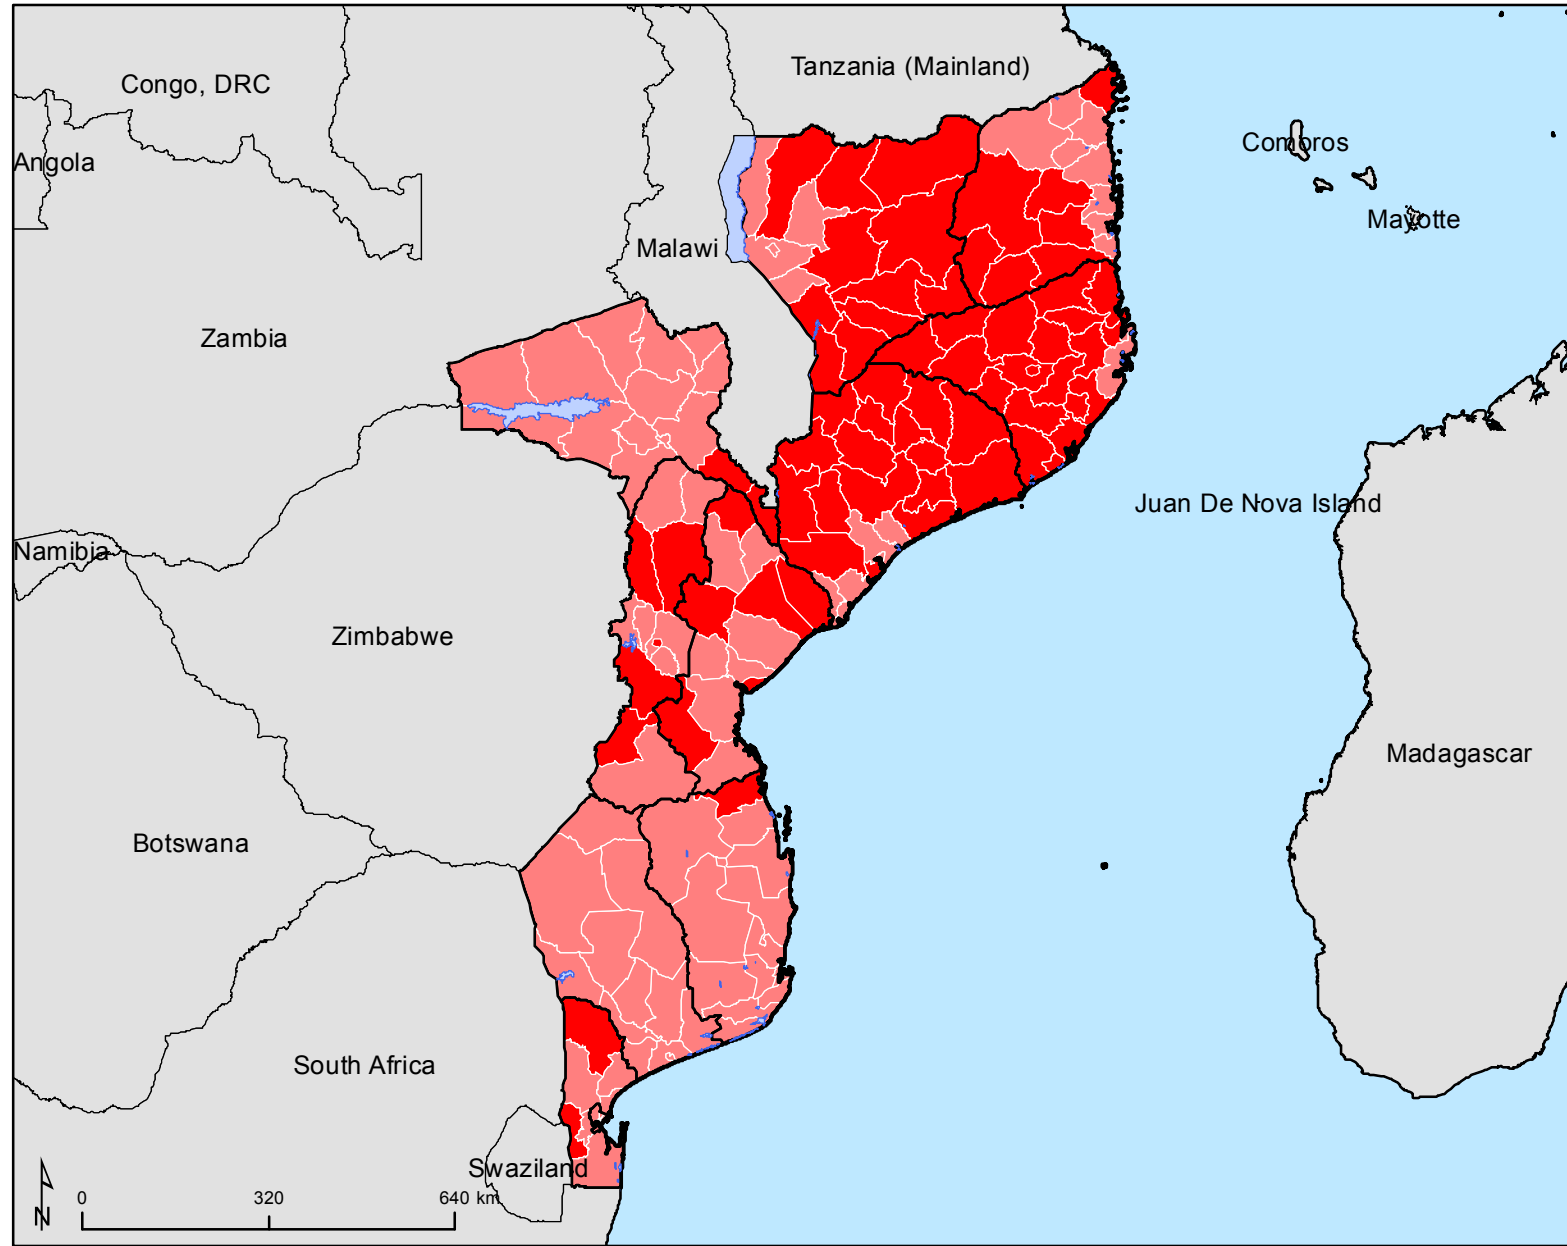 Tanzania (Mainland)
Congo, DRC
Comoros
Angola
Mayotte
Malawi
Zambia
Juan De Nova Island
Namibia
Zimbabwe
Madagascar
Botswana
South Africa
Swaziland
0 320 640 km
N